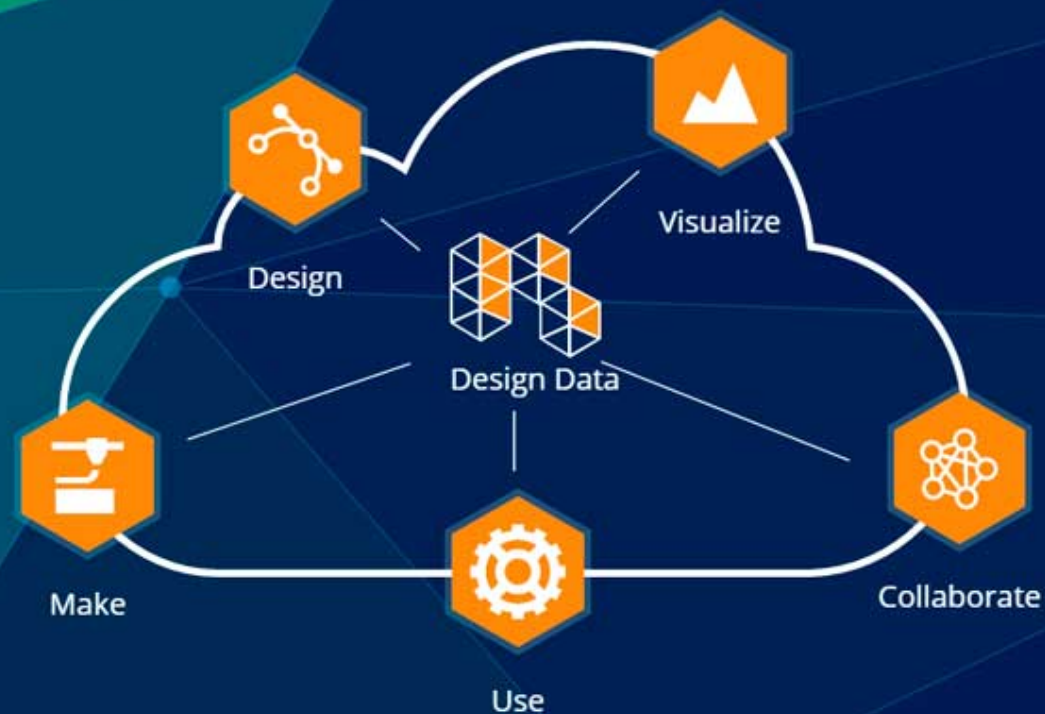 Visualize
Design
Design Data
Make
Collaborate
Use